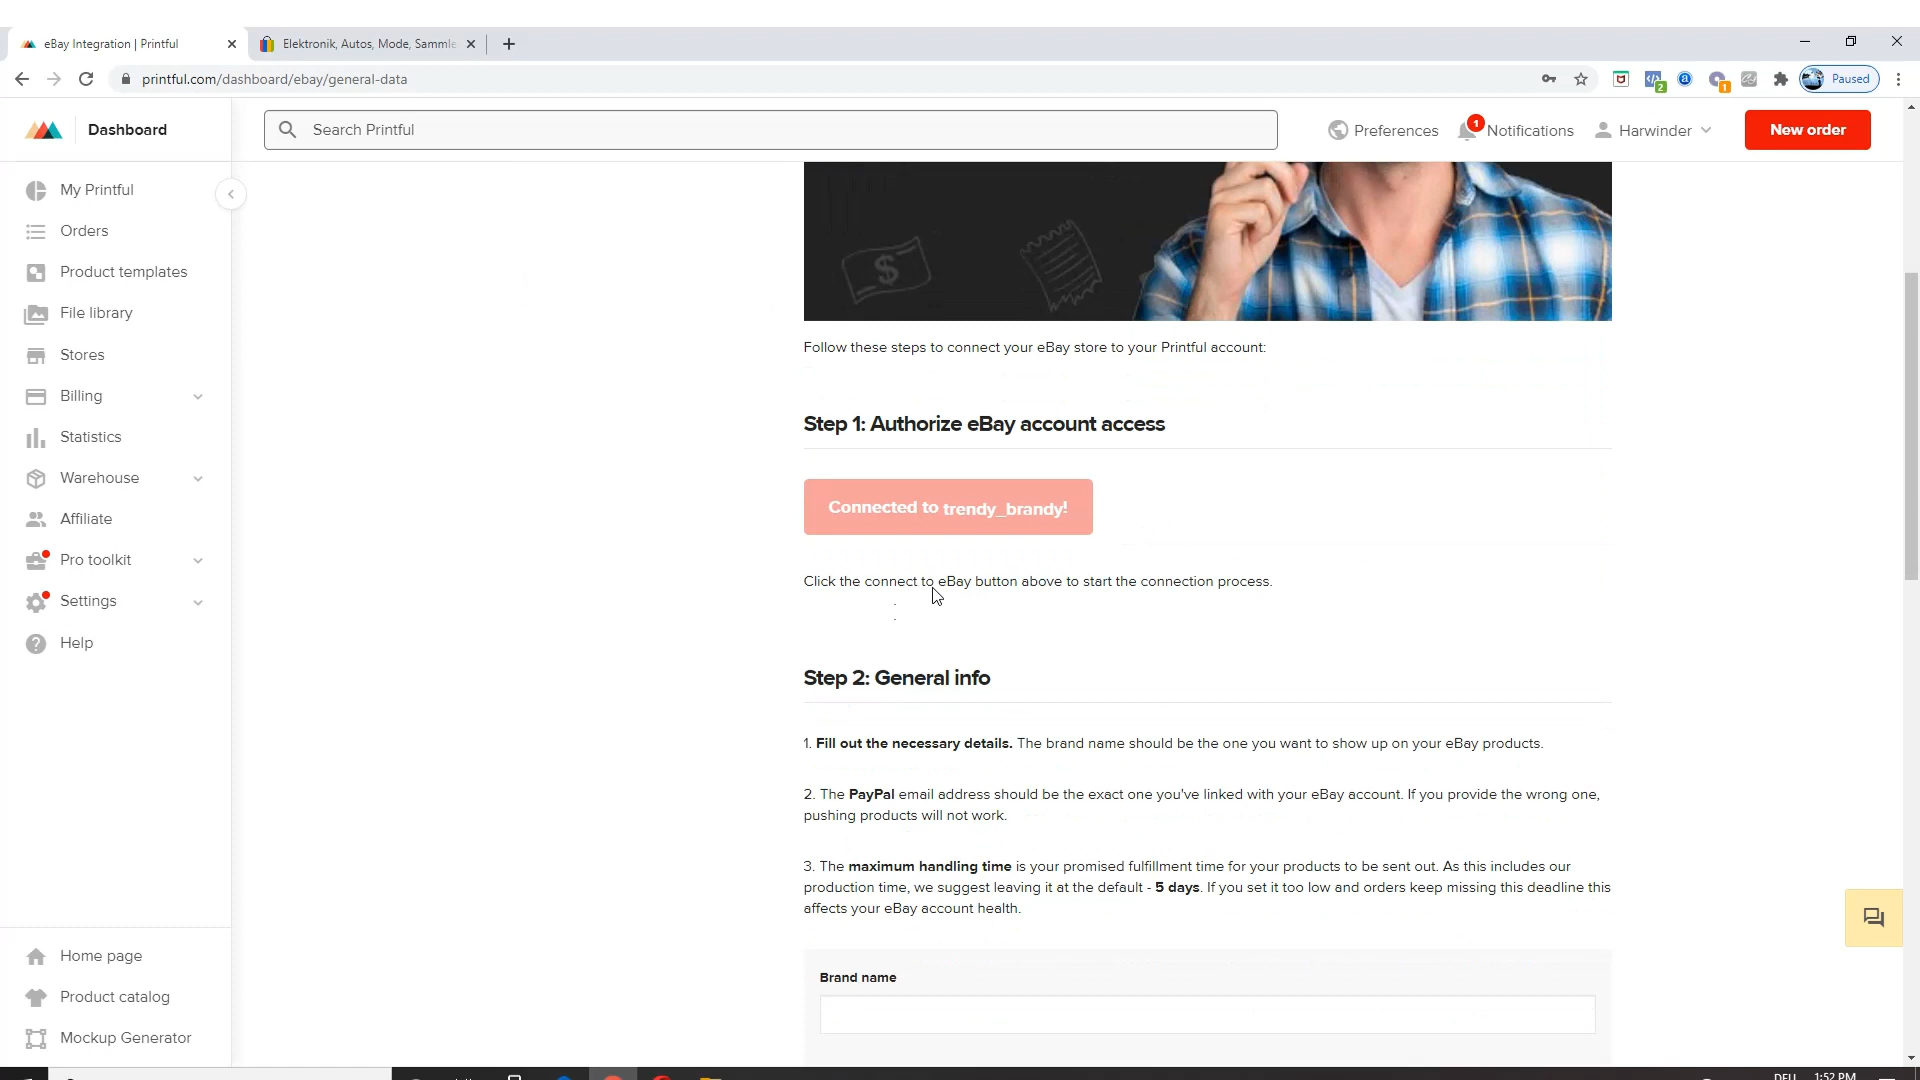 eBay Integration | Printful
Elektronik, Autos, Mode, Sammle
printful.com/dashboard/ebay/general-data
2
1
Paused
Dashboard
Search Printful
Preferences
1
Notifications
Harwinder
New order
My Printful
Orders
Product templates
File library
Stores
Billing
Statistics
Warehouse
Affiliate
Pro toolkit
Settings
Help
Home page
Product catalog
Mockup Generator
$
Follow these steps to connect your eBay store to your Printful account:
Step 1: Authorize eBay account access
Connected to trendy_brandy!
Click the connect to eBay button above to start the connection process.
Step 2: General info
1. Fill out the necessary details. The brand name should be the one you want to show up on your eBay products.
2. The PayPal email address should be the exact one you've linked with your eBay account. If you provide the wrong one,
pushing products will not work.
3. The maximum handling time is your promised fulfillment time for your products to be sent out. As this includes our
production time, we suggest leaving it at the default - 5 days. If you set it too low and orders keep missing this deadline this
affects your eBay account health.
Brand name
DEU
1:52 PM